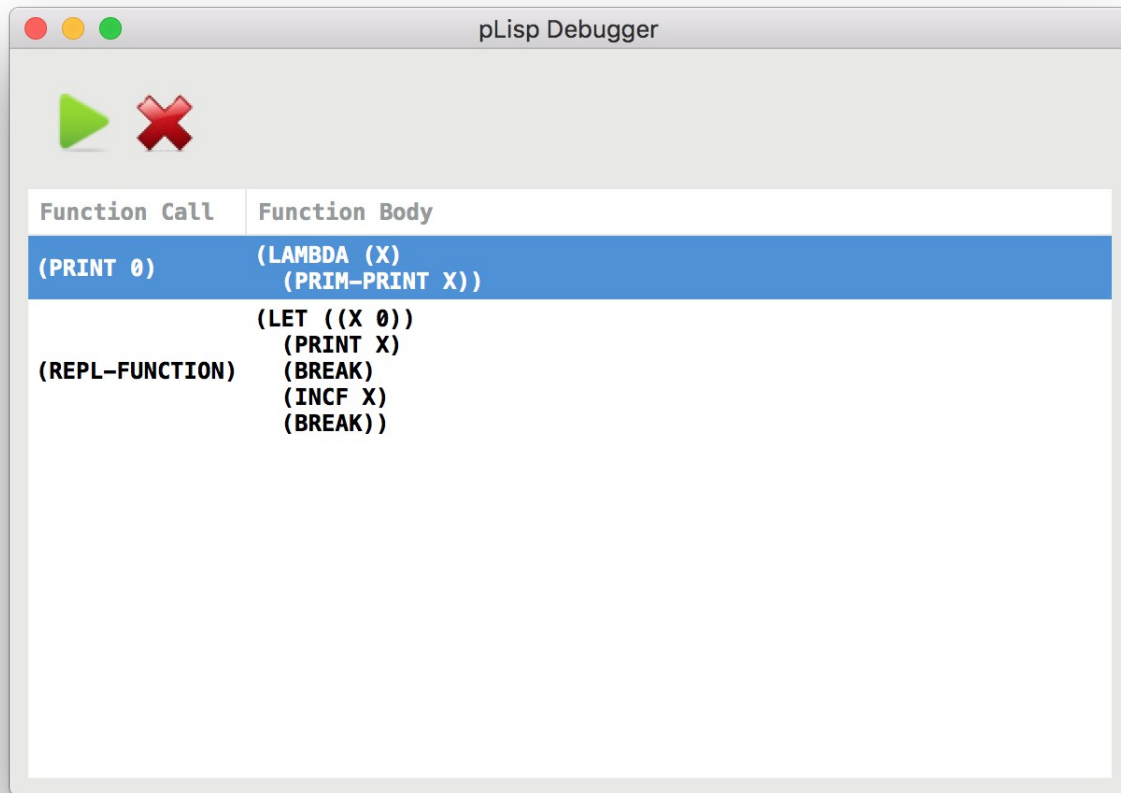 pLisp Debugger
Function Call Function Body
(PRINT 0) (LAMBDA (X)
(PRIM-PRINT X))
(REPL-FUNCTION) (LET ((X 0))
(PRINT X)
(BREAK)
(INCF X)
(BREAK))